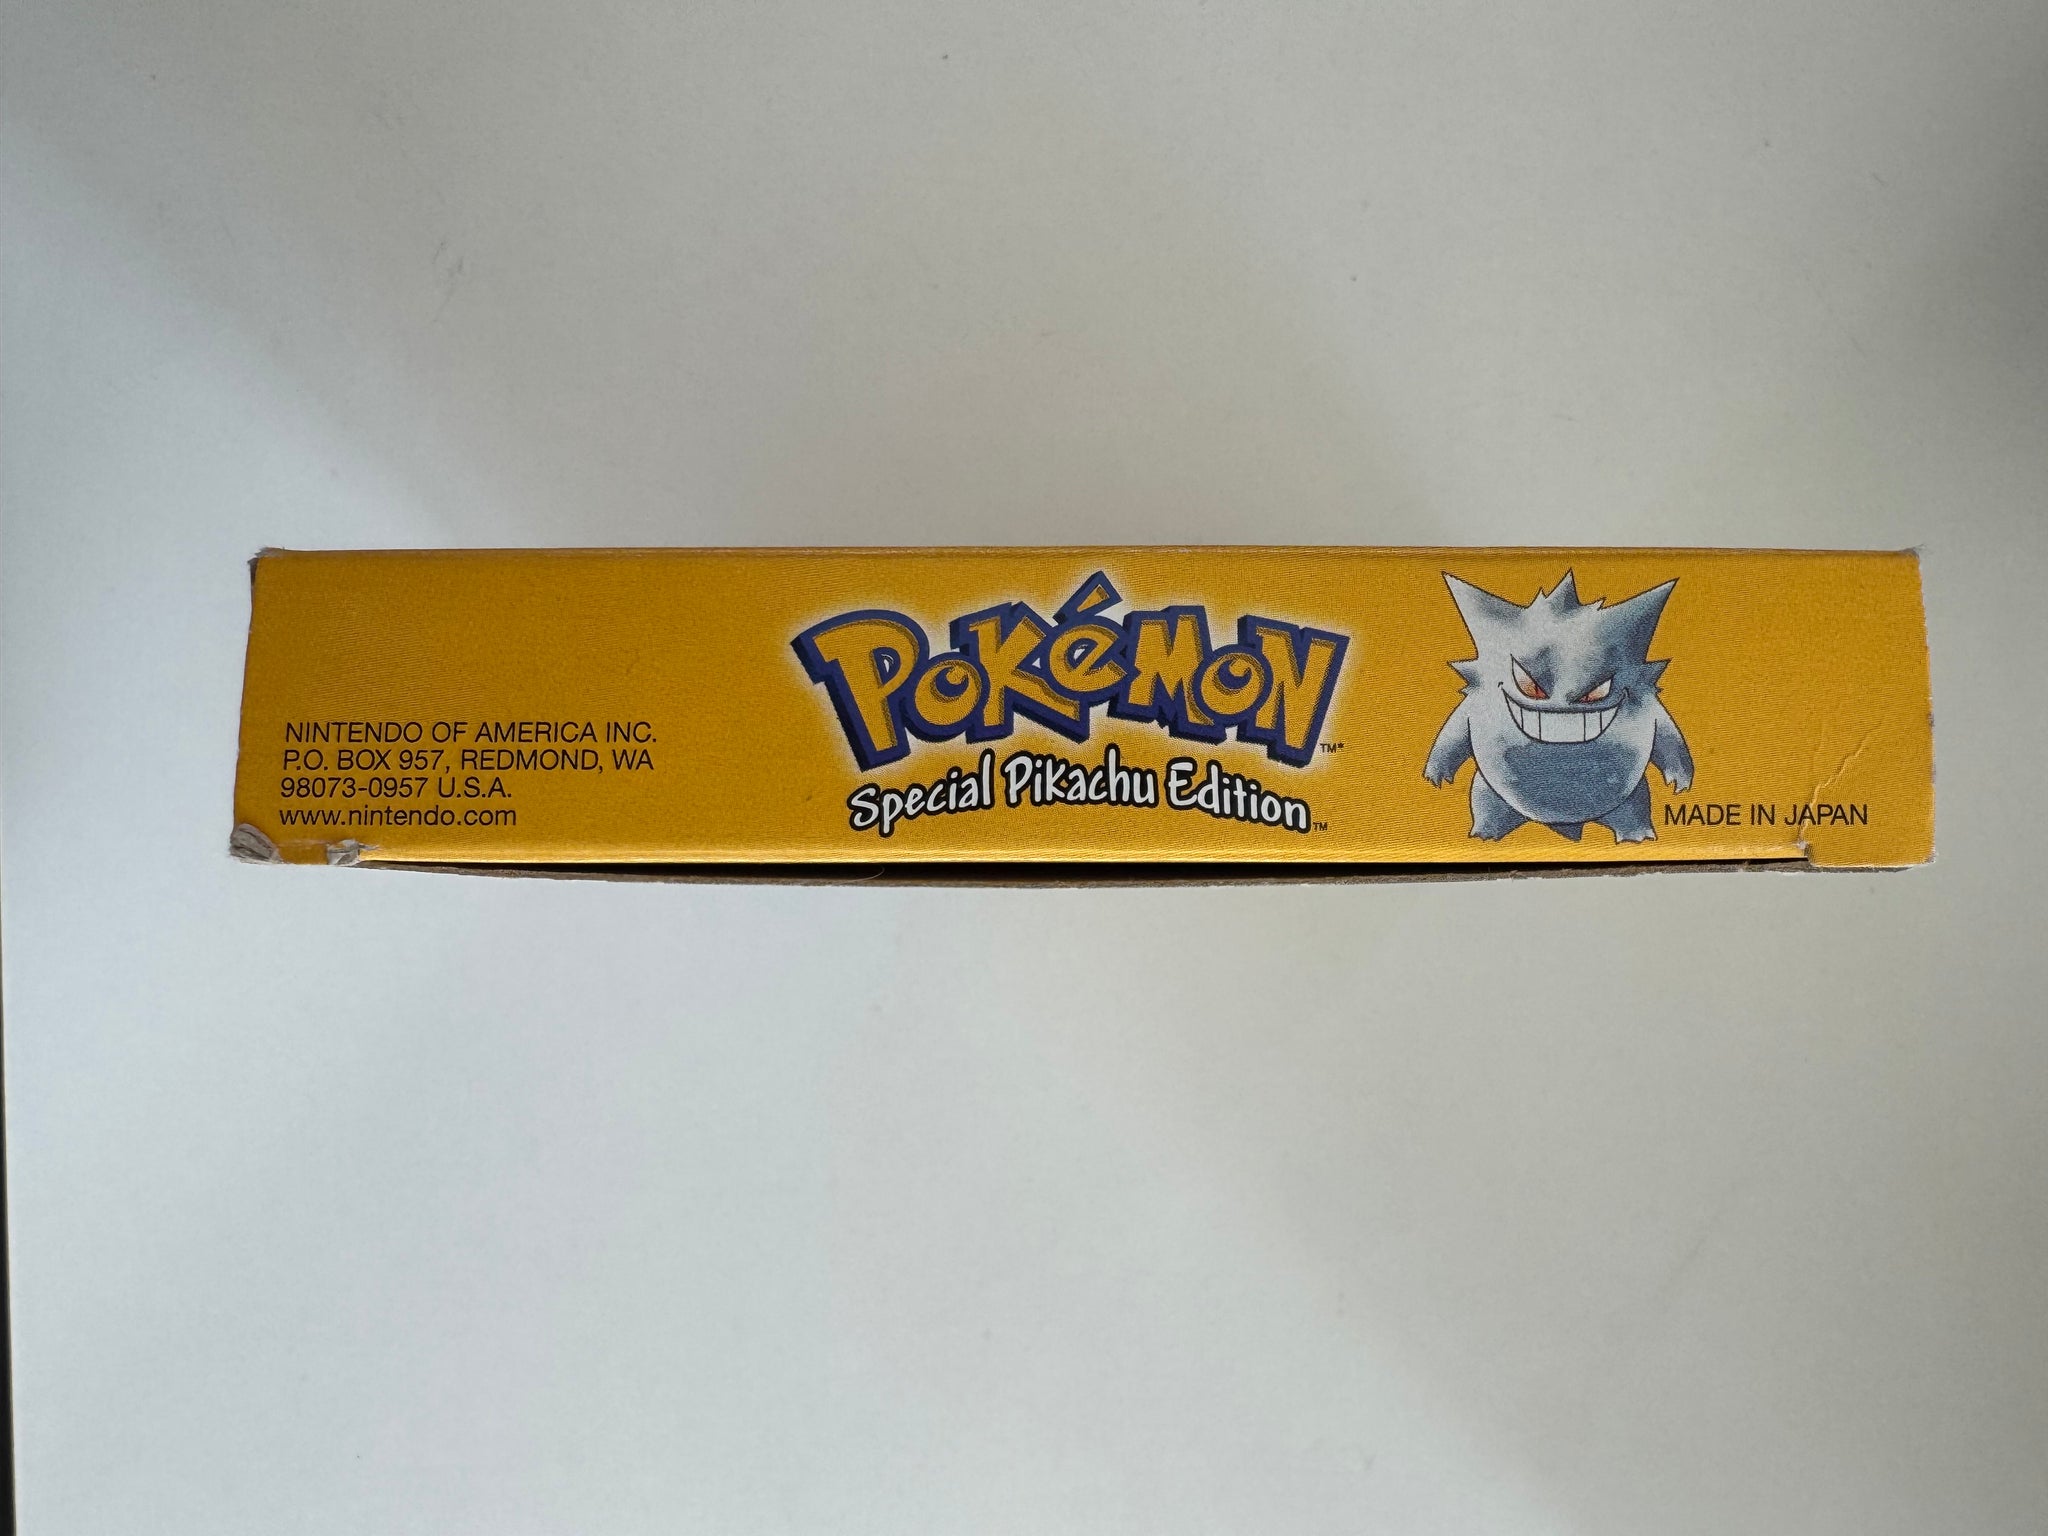 NINTENDO OF AMERICA INC.
P.O. BOX 957, REDMOND, WA
98073-0957 U.S.A.
www.nintendo.com
POKéMON
TM*
Special Pikachu Edition
TM
MADE IN JAPAN